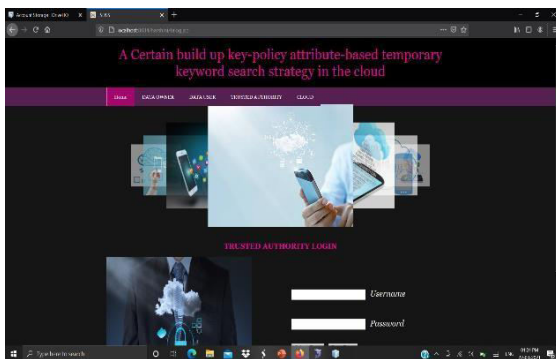 A Certain build up key-policy attribute-based temporary
keyword search strategy in the cloud
Home DATA OWNER DATA USER TRUSTED AUTHORITY CLOUD
TRUSTED AUTHORITY LOGIN
Username
Password
Type here to search